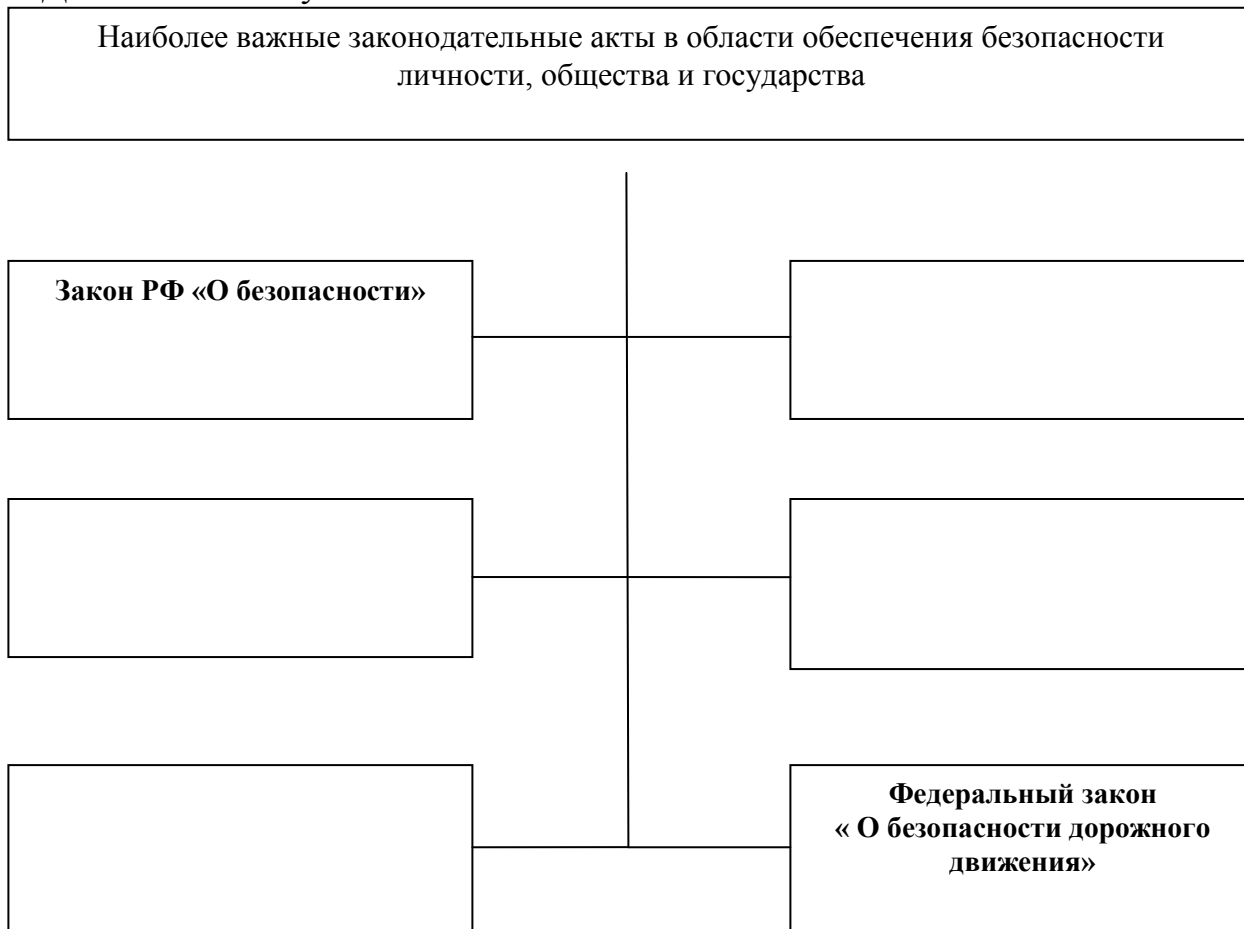 Наиболее важные законодательные акты в области обеспечения безопасности
личности, общества и государства
Закон РФ «О безопасности»
Федеральный закон
« О безопасности дорожного
движения»